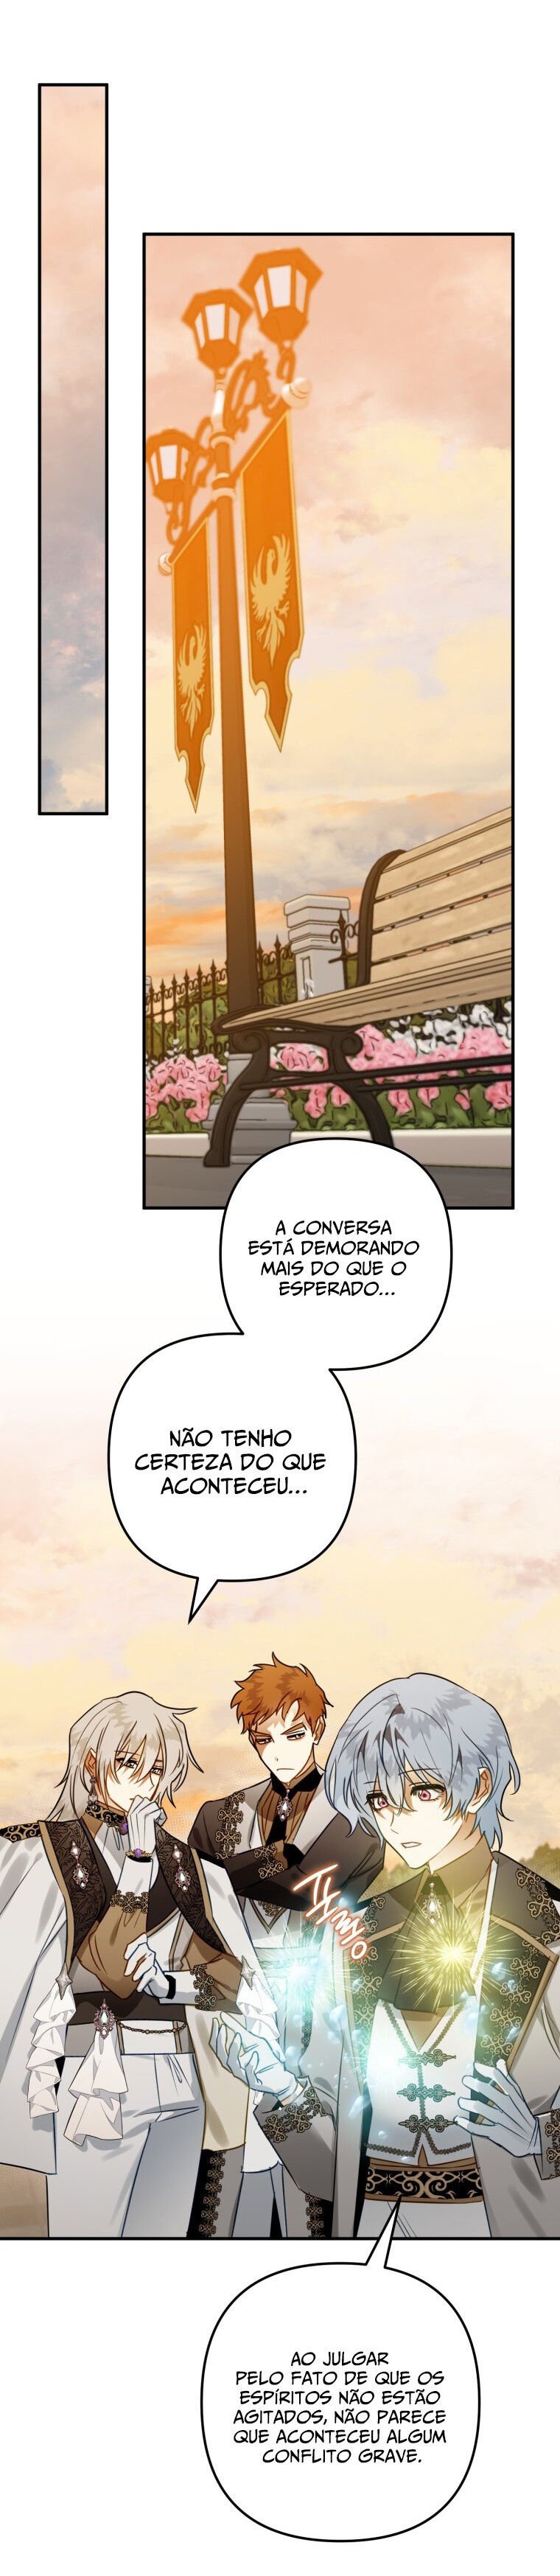 A CONVERSA
ESTÁ DEMORANDO
MAIS DO QUE O
ESPERADO...
NÃO TENHO
CERTEZA DO QUE
ACONTECEU...
AO JULGAR
PELO FATO DE QUE OS
ESPÍRITOS NÃO ESTÃO
AGITADOS, NÃO PARECE
QUE ACONTECEU ALGUM
CONFLITO GRAVE.